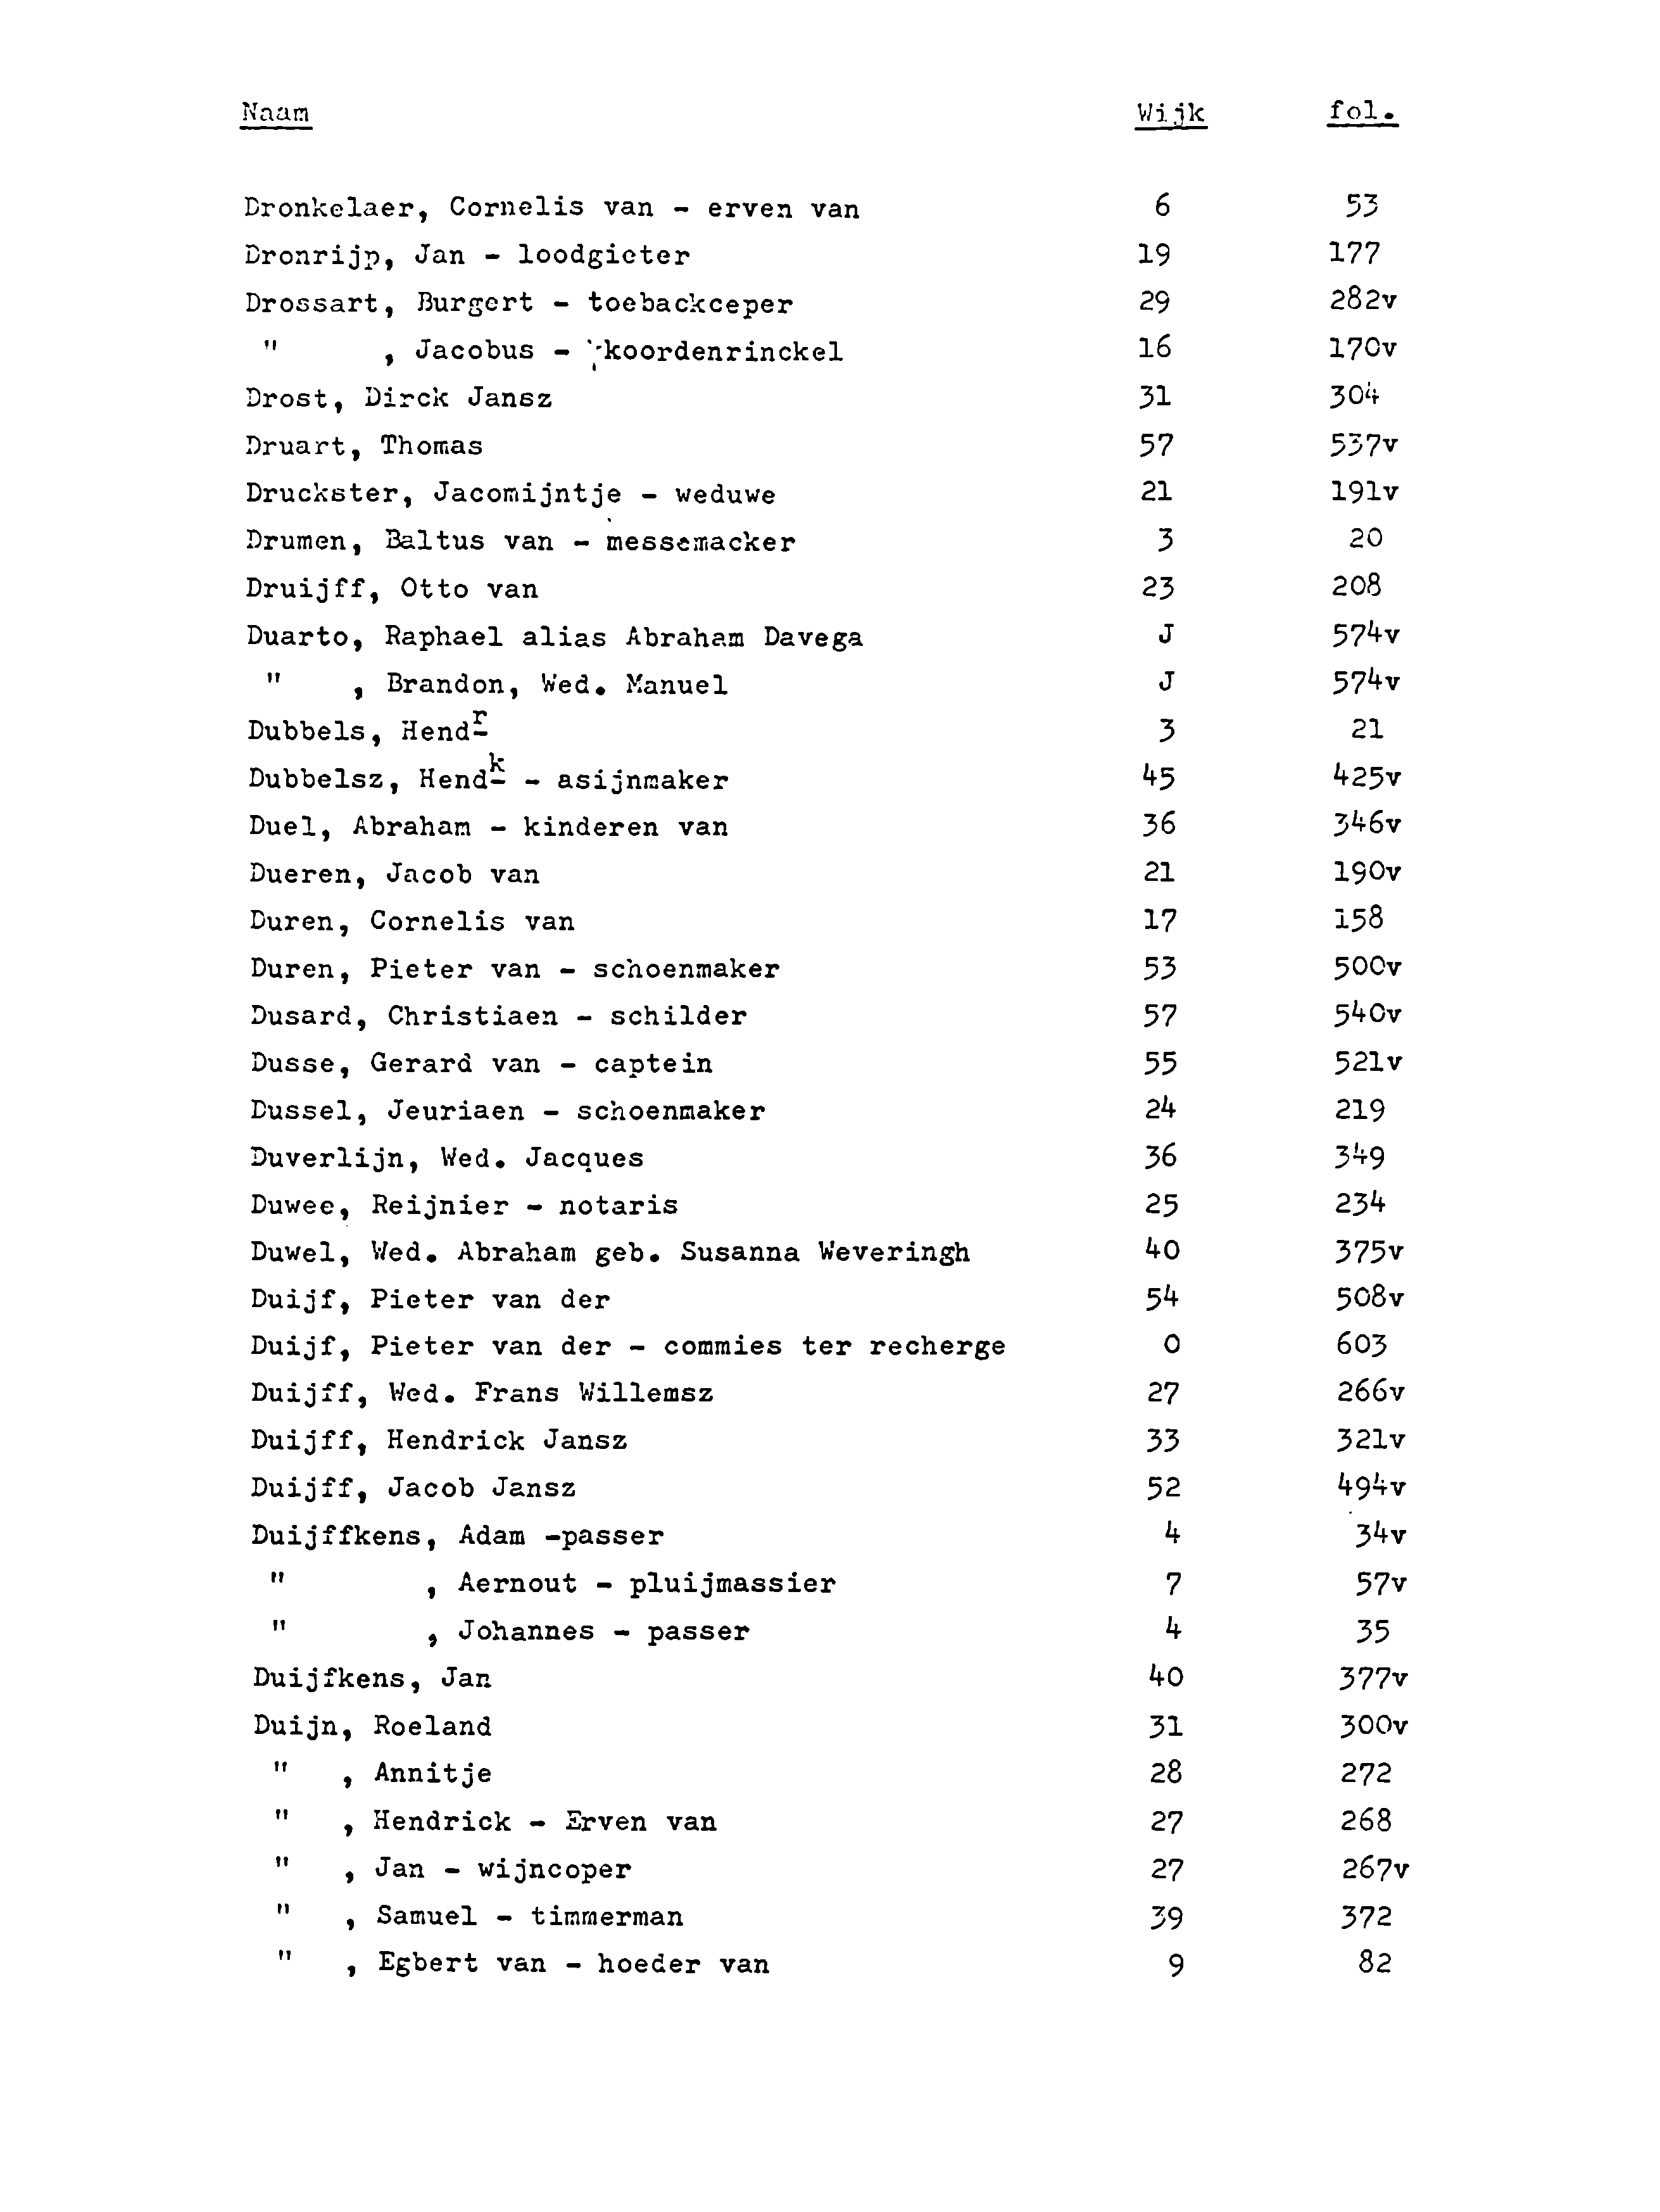 Naam Wijk fol.
Dronkelaer, Cornelis van - erven van 6 53
Dronrijp, Jan - loodgieter 19 177
Drossart, Burgert - toebackceper 29 282v
" , Jacobus - koordenrinckel 16 170v
Drost, Dirck Jansz 31 304
Druart, Thomas 57 537v
Druckster, Jacomijntje - weduwe 21 191v
Drumen, Baltus van - messemacker 3 20
Druijff, Otto van 23 208
Duarto, Raphael alias Abraham Davega J 574v
" , Brandon, Wed. Manuel J 574v
Dubbels, Hendr 3 21
Dubbelsz, Hendk - asijnmaker 45 425v
Duel, Abraham - kinderen van 36 346v
Dueren, Jacob van 21 190v
Duren, Cornelis van 17 158
Duren, Pieter van - schoenmaker 53 500v
Dusard, Christiaen - schilder 57 540v
Dusse, Gerard van - captein 55 521v
Dussel, Jeuriaen - schoenmaker 24 219
Duverlijn, Wed. Jacques 36 349
Duwee, Reijnier - notaris 25 234
Duwel, Wed. Abraham geb. Susanna Weveringh 40 375v
Duijf, Pieter van der 54 508v
Duijf, Pieter van der - commies ter recherge O 603
Duijff, Wed. Frans Willemsz 27 266v
Duijff, Hendrick Jansz 33 321v
Duijff, Jacob Jansz 52 494v
Duijffkens, Adam -passer 4 34v
" , Aernout - pluijmassier 7 57v
" , Johannes - passer 4 35
Duijfkens, Jan 40 377v
Duijn, Roeland 31 300v
" , Annitje 28 272
" , Hendrick - Erven van 27 268
" , Jan - wijncoper 27 267v
" , Samuel - timmerman 39 372
" , Egbert van - hoeder van 9 82